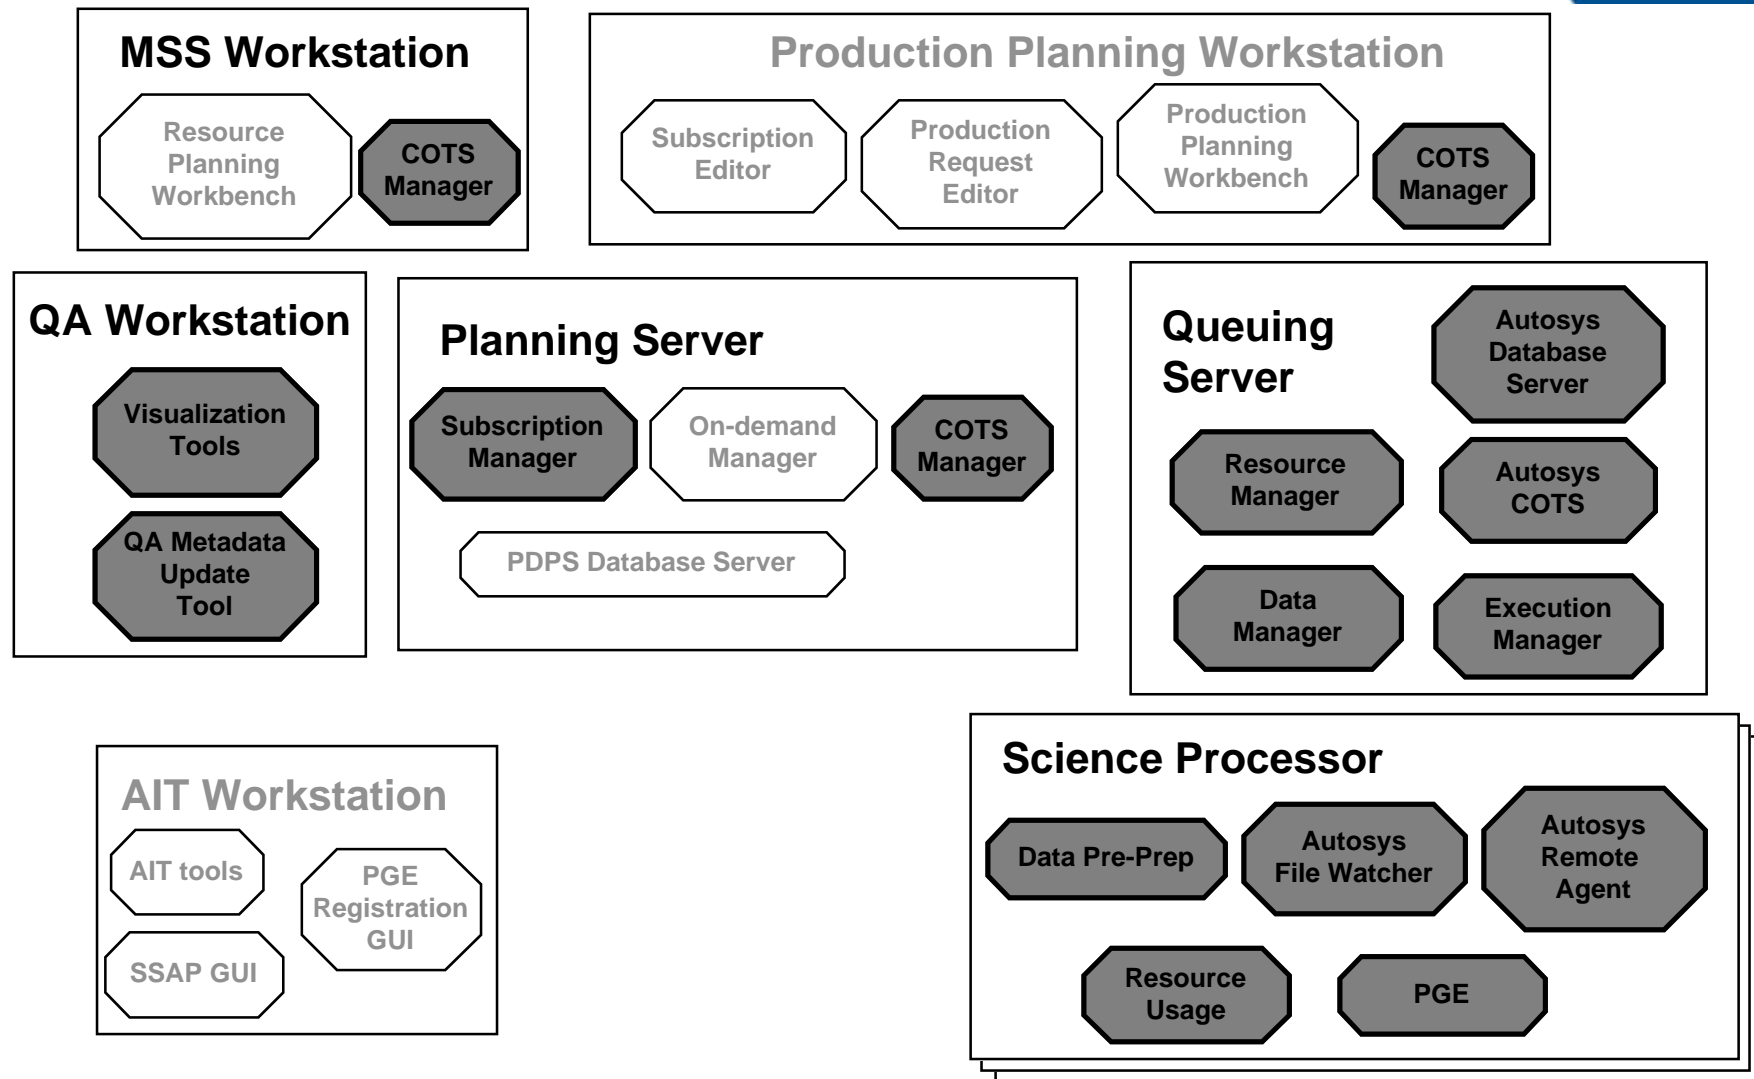 MSS Workstation
Resource
Planning
Workbench
COTS
Manager
Production Planning Workstation
Subscription
Editor
Production
Request
Editor
Production
Planning
Workbench
COTS
Manager
QA Workstation
Visualization
Tools
QA Metadata
Update
Tool
Planning Server
Subscription
Manager
On-demand
Manager
COTS
Manager
PDPS Database Server
Queuing
Server
Autosys
Database
Server
Resource
Manager
Autosys
COTS
Data
Manager
Execution
Manager
AIT Workstation
AIT tools
PGE
Registration
GUI
SSAP GUI
Science Processor
Data Pre-Prep
Autosys
File Watcher
Autosys
Remote
Agent
Resource
Usage
PGE